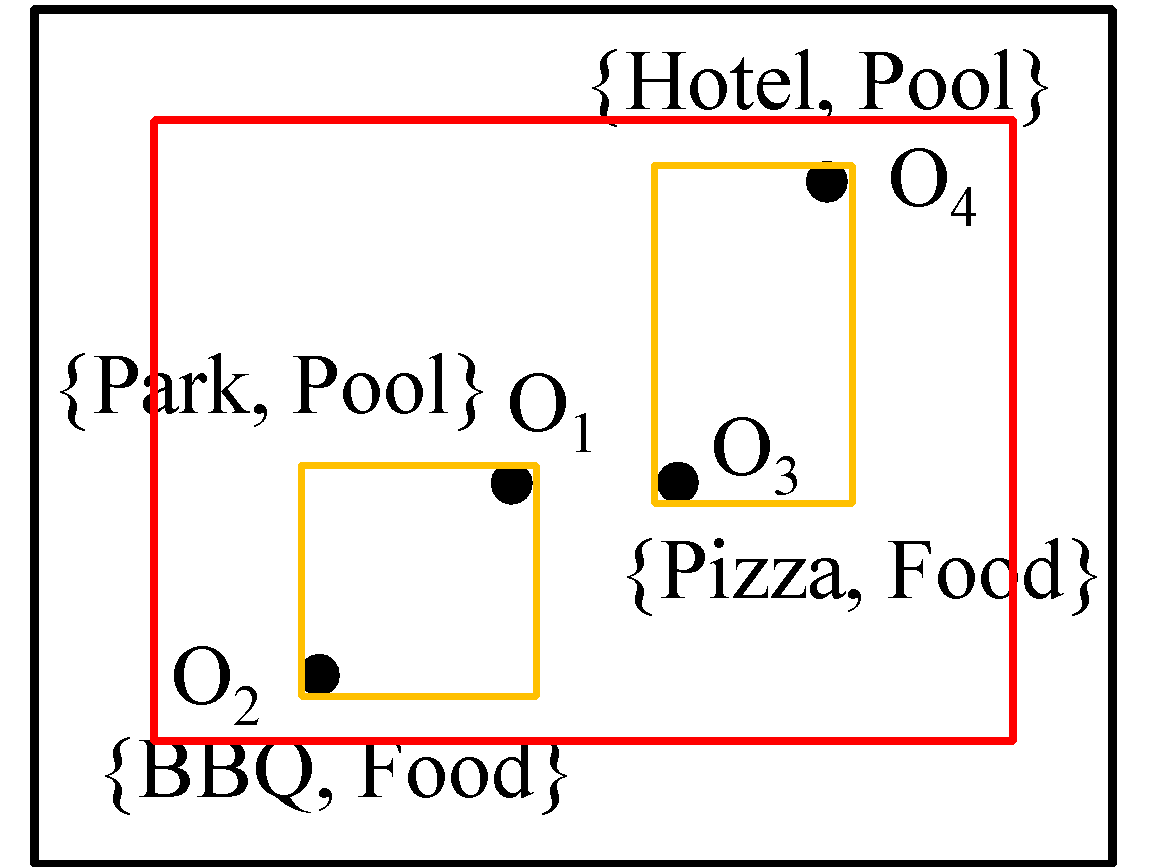 {Hotel, Pool}
O4
{Park, Pool}
O1
O3
{Pizza, Food}
O2
{BBQ, Food}